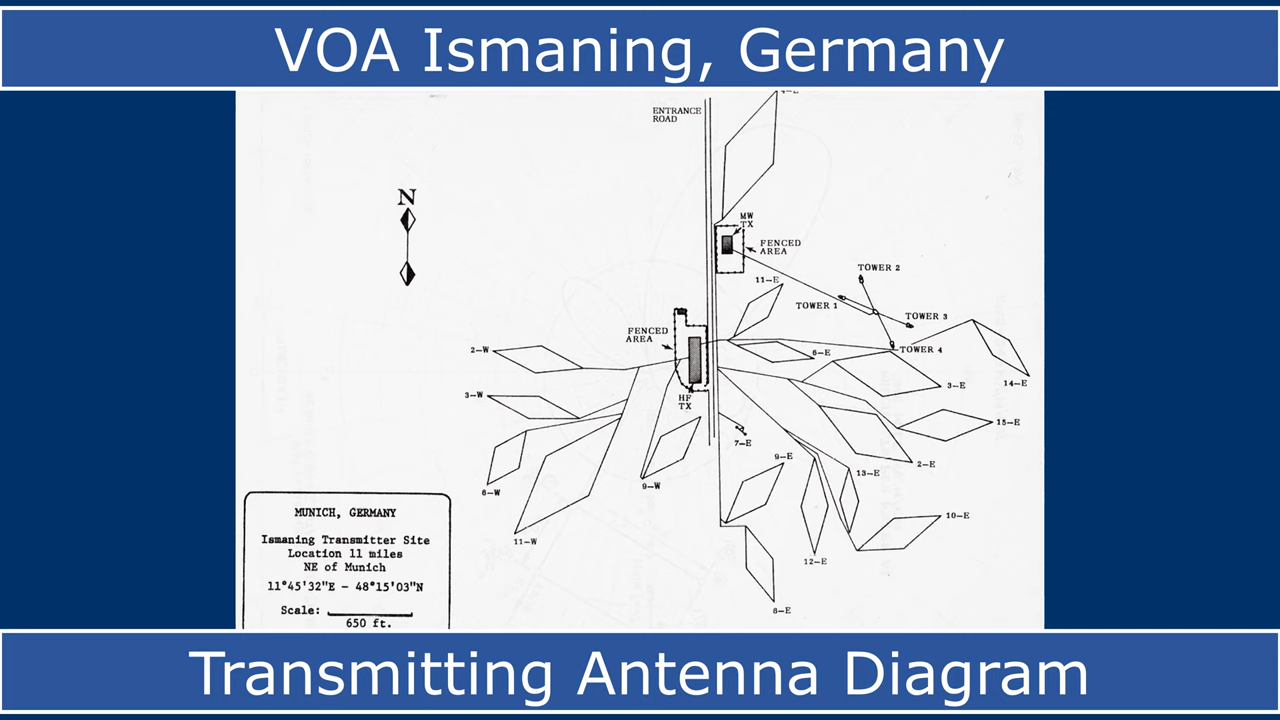 VOA Ismaning, Germany
4-E
ENTRANCE
ROAD
N
MW
TX
FENCED
AREA
TOWER 2
11-E
TOWER 1
TOWER 3
FENCED
AREA
2-W
6-E
TOWER 4
14-E
3-E
3-W
HF
TX
15-E
7-E
9-E
2-E
13-E
6-W
9-W
10-E
11-W
12-E
8-E
MUNICH, GERMANY
Ismaning Transmitter Site
Location 11 miles
NE of Munich
11°45'32"E - 48°15'03"N
Scale:
650 ft.
Transmitting Antenna Diagram